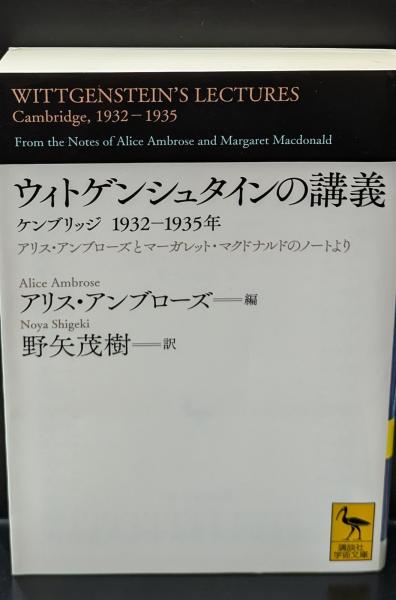 WITTGENSTEIN'S LECTURES
Cambridge, 1932−1935
From the Notes of Alice Ambrose and Margaret Macdonald
ウィトゲンシュタインの講義
ケンブリッジ 1932−1935年
アリス・アンブローズとマーガレット・マクドナルドのノートより
Alice Ambrose
アリス・アンブローズ──編
Noya Shigeki
野矢茂樹──訳
講談社
学術文庫